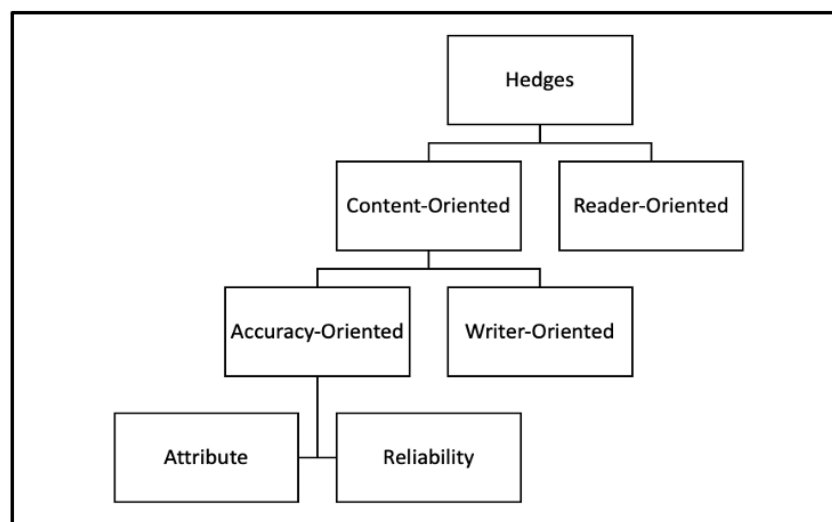 Hedges
Content-Oriented
Reader-Oriented
Accuracy-Oriented
Writer-Oriented
Attribute
Reliability